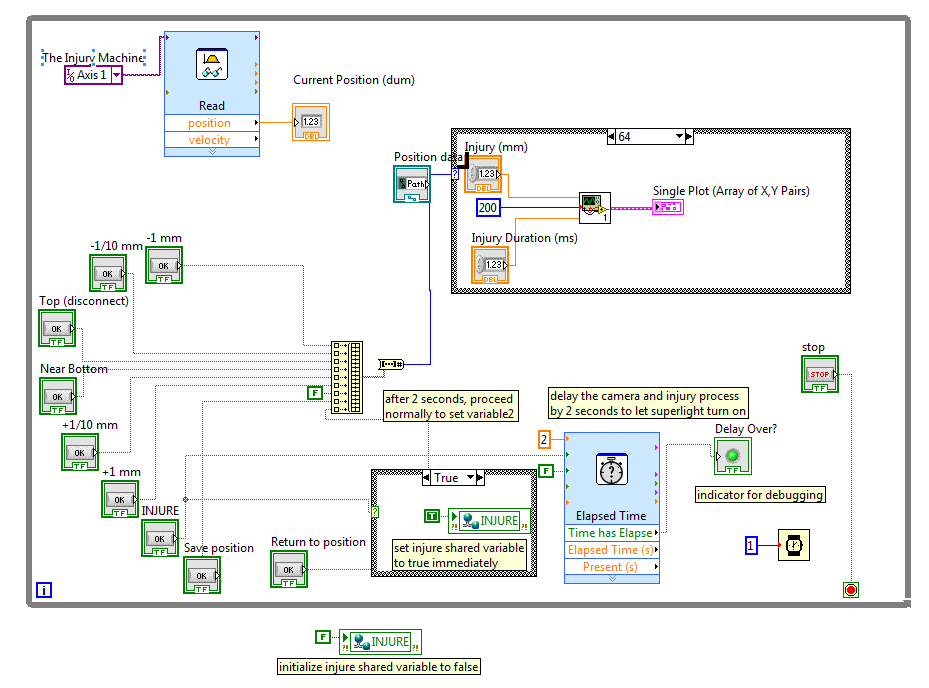 The Injury Machine
I/O Axis 1
Read
position
velocity
Current Position (dum)
1.23
DBL
Position data
Path
?
64
Injury (mm)
1.23
DBL
200
1
Single Plot (Array of X,Y Pairs)
Injury Duration (ms)
1.23
DBL
-1/10 mm
OK
TF
-1 mm
OK
TF
Top (disconnect)
OK
TF
Near Bottom
OK
TF
+1/10 mm
OK
TF
+1 mm
OK
TF
INJURE
OK
TF
Save position
OK
TF
Return to position
OK
TF
F
[...]#
after 2 seconds, proceed
normally to set variable2
True
?
T
INJURE
?!
?!
set injure shared variable
to true immediately
delay the camera and injury process
by 2 seconds to let superlight turn on
2
F
?
Elapsed Time
Time has Elapse
Elapsed Time (s)
Present (s)
Delay Over?
TF
indicator for debugging
stop
STOP
TF
1
i
F
INJURE
?!
?!
initialize injure shared variable to false